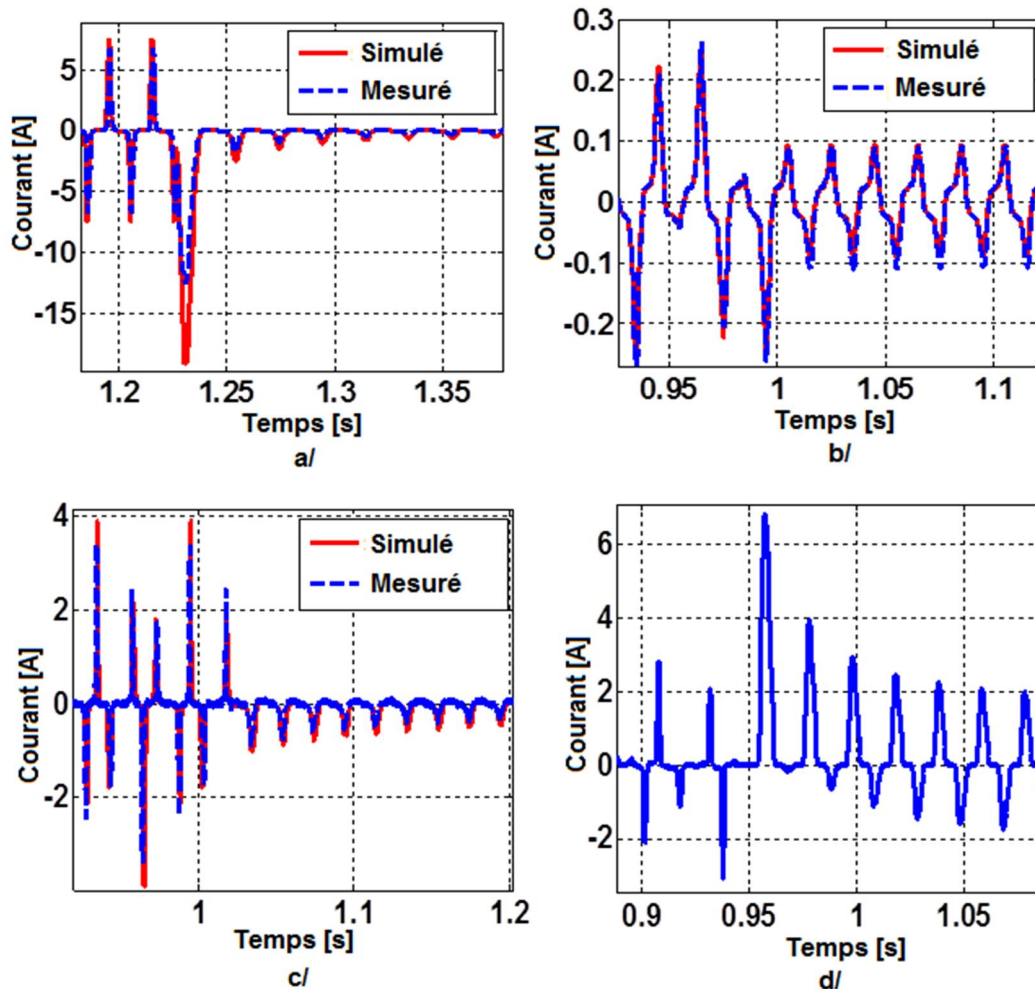 Courant [A]
5
0
-5
-10
-15
Simulé
Mesuré
1.2
1.25
1.3
1.35
Temps [s]
a/
Courant [A]
0.3
0.2
0.1
0
-0.1
-0.2
Simulé
Mesuré
0.95
1
1.05
1.1
Temps [s]
b/
Courant [A]
4
2
0
-2
Simulé
Mesuré
1
1.1
1.2
Temps [s]
c/
Courant [A]
6
4
2
0
-2
0.9
0.95
1
1.05
Temps [s]
d/